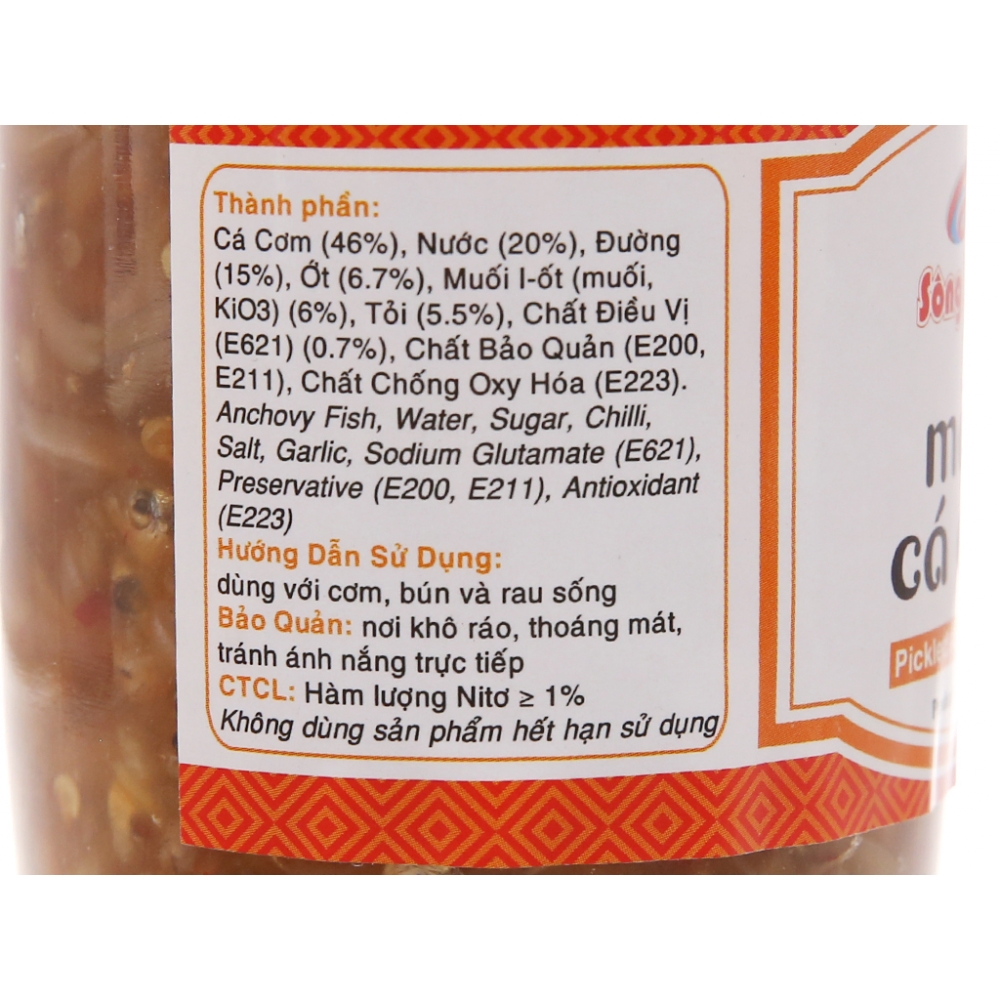 Thành phần:
Cá Cơm (46%), Nước (20%), Đường
(15%), Ớt (6.7%), Muối I-ốt (muối,
KiO3) (6%), Tỏi (5.5%), Chất Điều Vị
(E621) (0.7%), Chất Bảo Quản (E200,
E211), Chất Chống Oxy Hóa (E223).
Anchovy Fish, Water, Sugar, Chilli,
Salt, Garlic, Sodium Glutamate (E621),
Preservative (E200, E211), Antioxidant
(E223)
Hướng Dẫn Sử Dụng:
dùng với cơm, bún và rau sống
Bảo Quản: nơi khô ráo, thoáng mát,
tránh ánh nắng trực tiếp
CTCL: Hàm lượng Nitơ ≥ 1%
Không dùng sản phẩm hết hạn sử dụng
Sông
cá